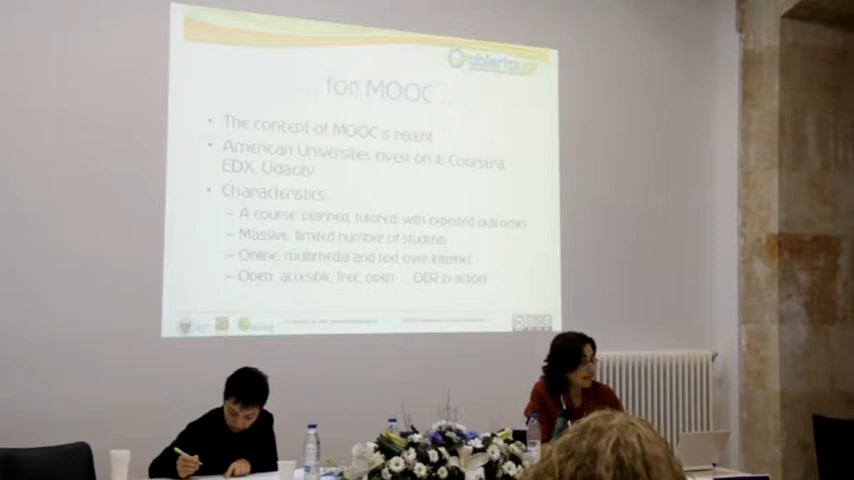 ... for MOOC ...
• The concept of MOOC is recent
• American Universities invest on it: Coursera,
EDX, Udacity
• Characteristics:
– A course: planned, tutored, with expected outcomes
– Massive: limited number of students
– Online: multimedia and text over Internet
– Open: accesible, free, open OER in action!